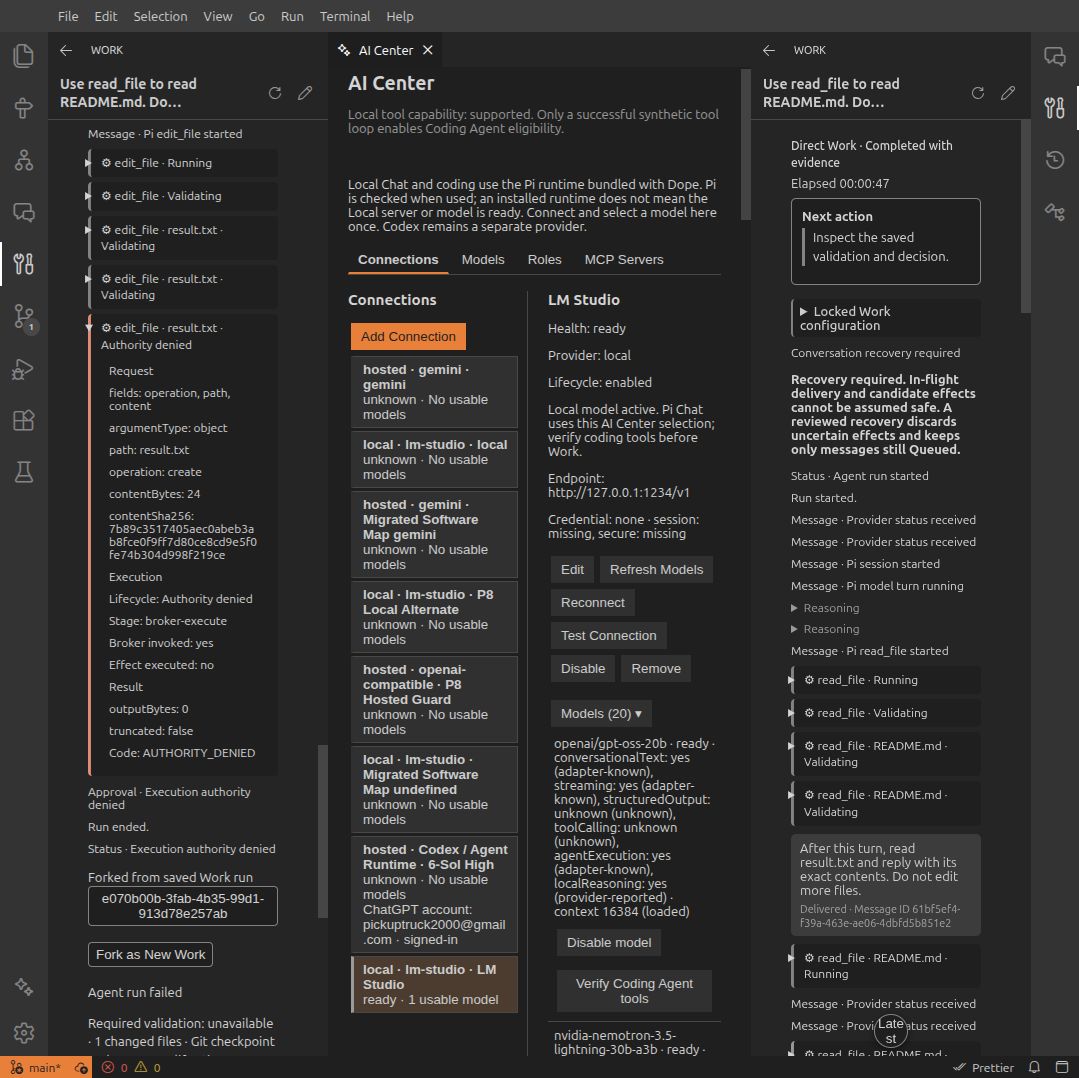 File Edit Selection View Go Run Terminal Help
WORK
Use read_file to read
README.md. Do...
Message · Pi edit_file started
edit_file · Running
edit_file · Validating
edit_file · result.txt ·
Validating
edit_file · result.txt ·
Validating
edit_file · result.txt ·
Authority denied
Request
fields: operation, path,
content
argumentType: object
path: result.txt
operation: create
contentBytes: 24
contentSha256:
7b89c3517405aec0abeb3a
b8fce0f9ff7d80ce8cd9e5f0
fe74b304d998f219ce
Execution
Lifecycle: Authority denied
Stage: broker-execute
Broker invoked: yes
Effect executed: no
Result
outputBytes: 0
truncated: false
Code: AUTHORITY_DENIED
Approval · Execution authority
denied
Run ended.
Status · Execution authority denied
Forked from saved Work run
e070b00b-3fab-4b35-99d1-
913d78e257ab
Fork as New Work
Agent run failed
Required validation: unavailable
· 1 changed files · Git checkpoint
AI Center
AI Center
Local tool capability: supported. Only a successful synthetic tool
loop enables Coding Agent eligibility.
Local Chat and coding use the Pi runtime bundled with Dope. Pi
is checked when used; an installed runtime does not mean the
Local server or model is ready. Connect and select a model here
once. Codex remains a separate provider.
Connections Models Roles MCP Servers
Connections
Add Connection
hosted · gemini ·
gemini
unknown · No usable
models
local · lm-studio · local
unknown · No usable
models
hosted · gemini ·
Migrated Software
Map gemini
unknown · No usable
models
local · lm-studio · P8
Local Alternate
unknown · No usable
models
hosted · openai-
compatible · P8
Hosted Guard
unknown · No usable
models
local · lm-studio ·
Migrated Software
Map undefined
unknown · No usable
models
hosted · Codex / Agent
Runtime · 6-Sol High
unknown · No usable
models
ChatGPT account:
pickuptruck2000@gmail
.com · signed-in
local · lm-studio · LM
Studio
ready · 1 usable model
LM Studio
Health: ready
Provider: local
Lifecycle: enabled
Local model active. Pi Chat
uses this AI Center selection;
verify coding tools before
Work.
Endpoint:
http://127.0.0.1:1234/v1
Credential: none · session:
missing, secure: missing
Edit Refresh Models
Reconnect
Test Connection
Disable Remove
Models (20) ▾
openai/gpt-oss-20b · ready ·
conversationalText: yes
(adapter-known),
streaming: yes (adapter-
known), structuredOutput:
unknown (unknown),
toolCalling: unknown
(unknown),
agentExecution: yes
(adapter-known),
localReasoning: yes
(provider-reported) ·
context 16384 (loaded)
Disable model
Verify Coding Agent
tools
nvidia-nemotron-3.5-
lightning-30b-a3b · ready ·
WORK
Use read_file to read
README.md. Do...
Direct Work · Completed with
evidence
Elapsed 00:00:47
Next action
Inspect the saved
validation and decision.
Locked Work
configuration
Conversation recovery required
Recovery required. In-flight
delivery and candidate effects
cannot be assumed safe. A
reviewed recovery discards
uncertain effects and keeps
only messages still Queued.
Status · Agent run started
Run started.
Message · Provider status received
Message · Provider status received
Message · Pi session started
Message · Pi model turn running
Reasoning
Reasoning
Message · Pi read_file started
read_file · Running
read_file · Validating
read_file · README.md ·
Validating
read_file · README.md ·
Validating
After this turn, read
result.txt and reply with its
exact contents. Do not edit
more files.
Delivered · Message ID 61bf5ef4-
f39a-463e-ae06-4dbfd5b851e2
read_file · README.md ·
Running
Message · Provider status received
Message · Provi atus received
Late
st
read_file · README.md ·
1
main*
0 0
Prettier